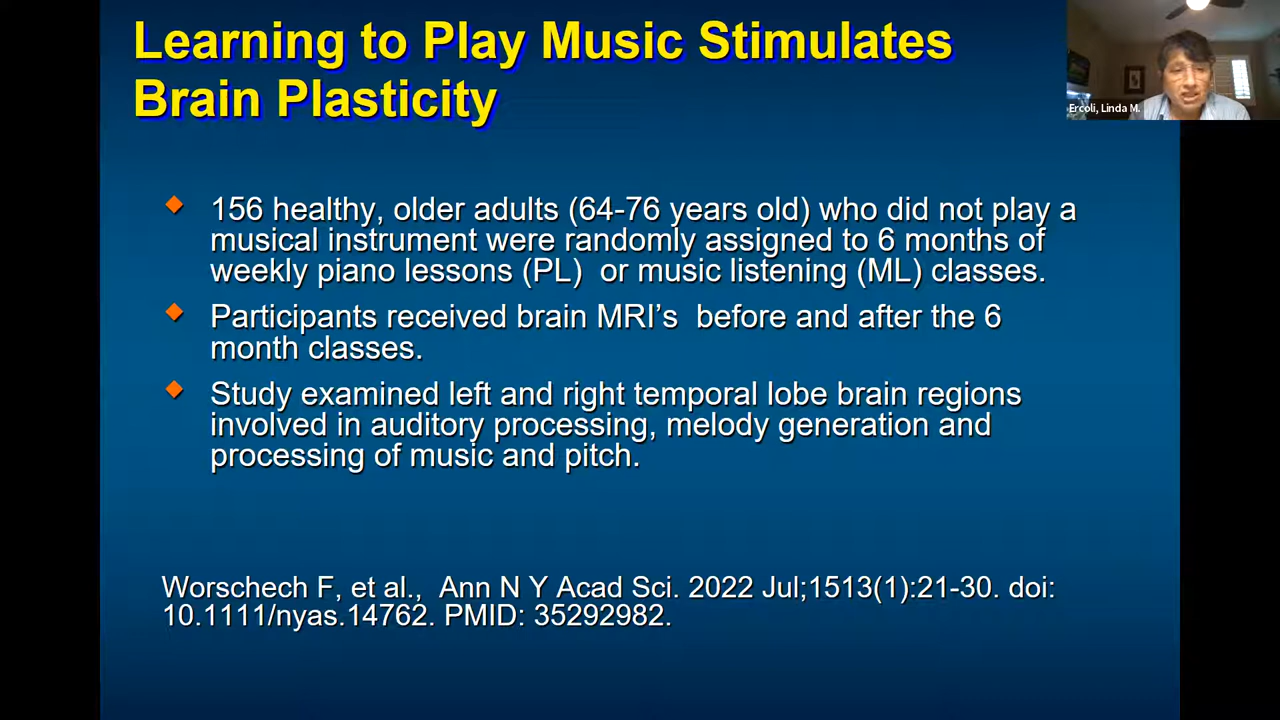 Learning to Play Music Stimulates
Brain Plasticity
Ercoli, Linda M.
156 healthy, older adults (64-76 years old) who did not play a
musical instrument were randomly assigned to 6 months of
weekly piano lessons (PL)  or music listening (ML) classes.
Participants received brain MRI’s  before and after the 6
month classes.
Study examined left and right temporal lobe brain regions
involved in auditory processing, melody generation and
processing of music and pitch.
Worschech F, et al.,  Ann N Y Acad Sci. 2022 Jul;1513(1):21-30. doi:
10.1111/nyas.14762. PMID: 35292982.